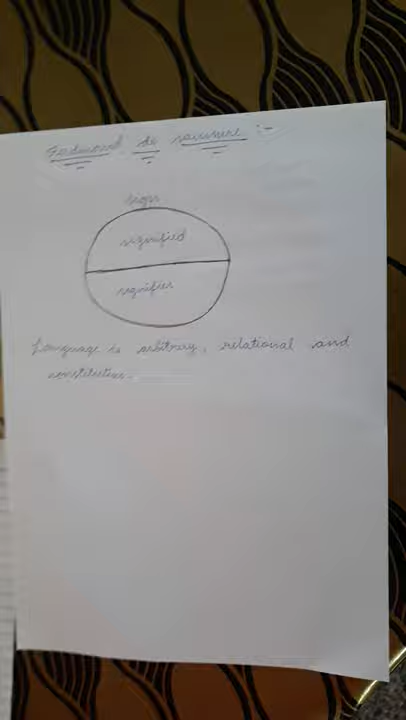 Ferdinand de saussure :-
sign
signified
signifier
Language is arbitrary, relational and
constitutive.